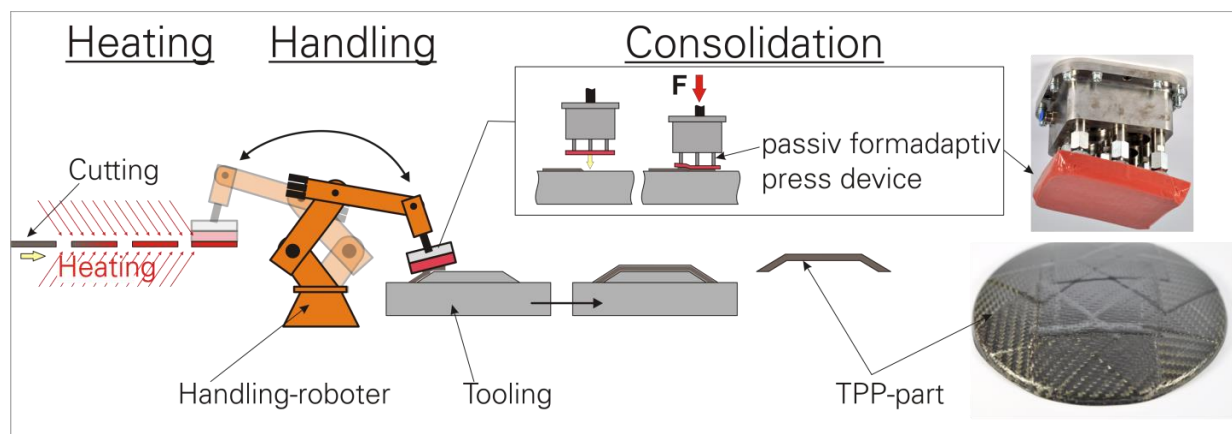 Heating Handling Consolidation
F
Cutting
passiv formadaptiv
press device
Heating
Handling-roboter
Tooling
TPP-part